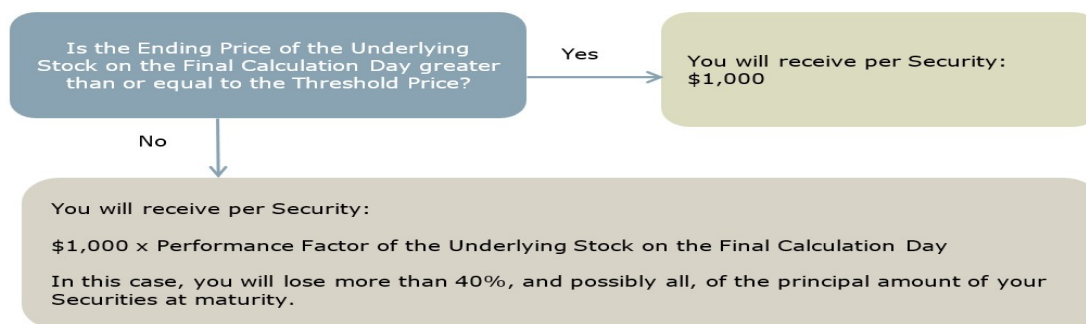 Is the Ending Price of the Underlying
Stock on the Final Calculation Day greater
than or equal to the Threshold Price?
Yes
You will receive per Security:
$1,000
No
You will receive per Security:
$1,000 x Performance Factor of the Underlying Stock on the Final Calculation Day
In this case, you will lose more than 40%, and possibly all, of the principal amount of your
Securities at maturity.